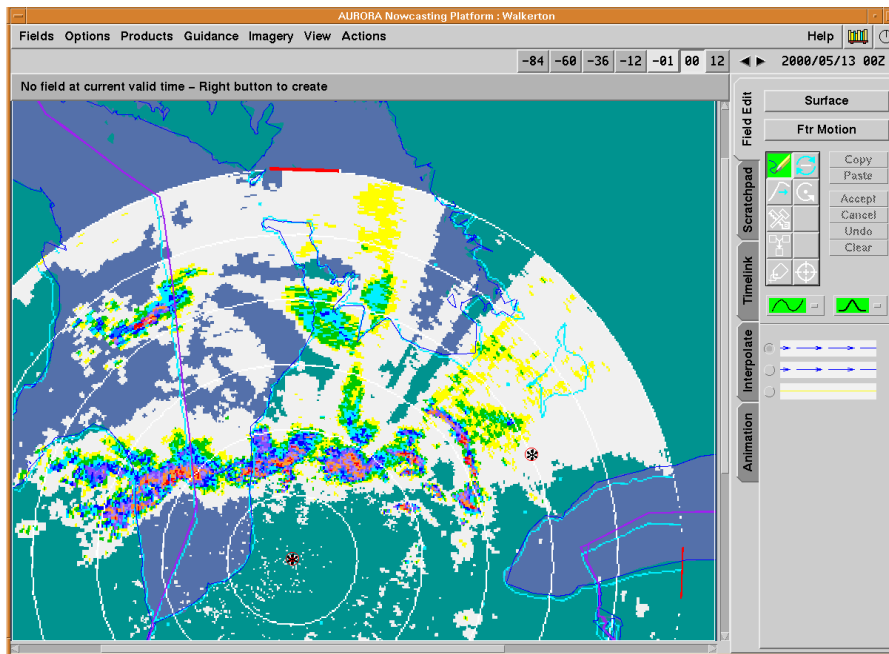 AURORA Nowcasting Platform : Walkerton
Fields Options Products Guidance Imagery View Actions Help
-84 -60 -36 -12 -01 00 12 2000/05/13 00Z
No field at current valid time – Right button to create
Field Edit
Scratchpad
Timelink
Interpolate
Animation
Surface
Ftr Motion
Copy
Paste
Accept
Cancel
Undo
Clear